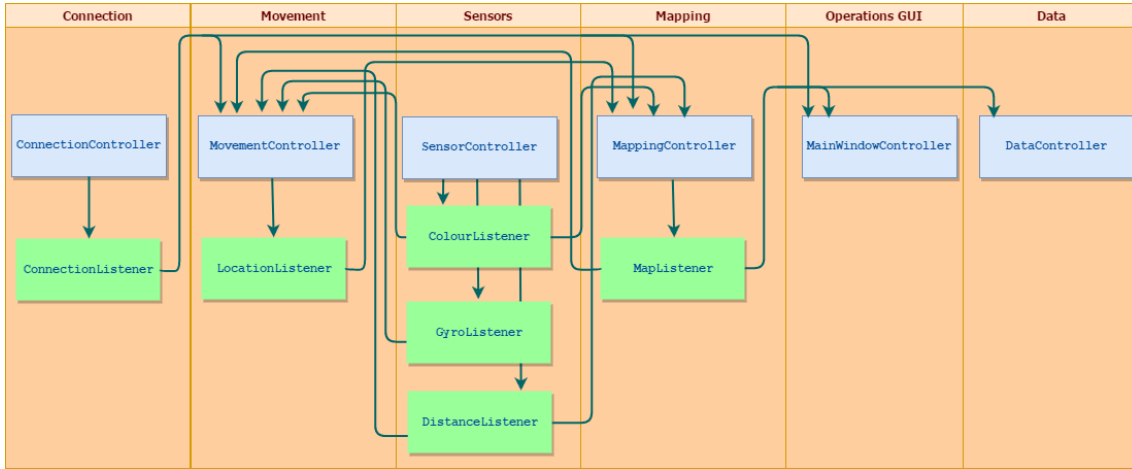 Connection
Movement
Sensors
Mapping
Operations GUI
Data
ConnectionController
MovementController
SensorController
MappingController
MainWindowController
DataController
ColourListener
ConnectionListener
LocationListener
MapListener
GyroListener
DistanceListener